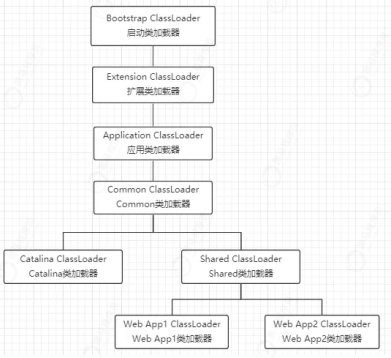 Bootstrap ClassLoader
启动类加载器
Extension ClassLoader
扩展类加载器
Application ClassLoader
应用类加载器
Common ClassLoader
Common类加载器
Catalina ClassLoader
Catalina类加载器
Shared ClassLoader
Shared类加载器
Web App1 ClassLoader
Web App1类加载器
Web App2 ClassLoader
Web App2类加载器